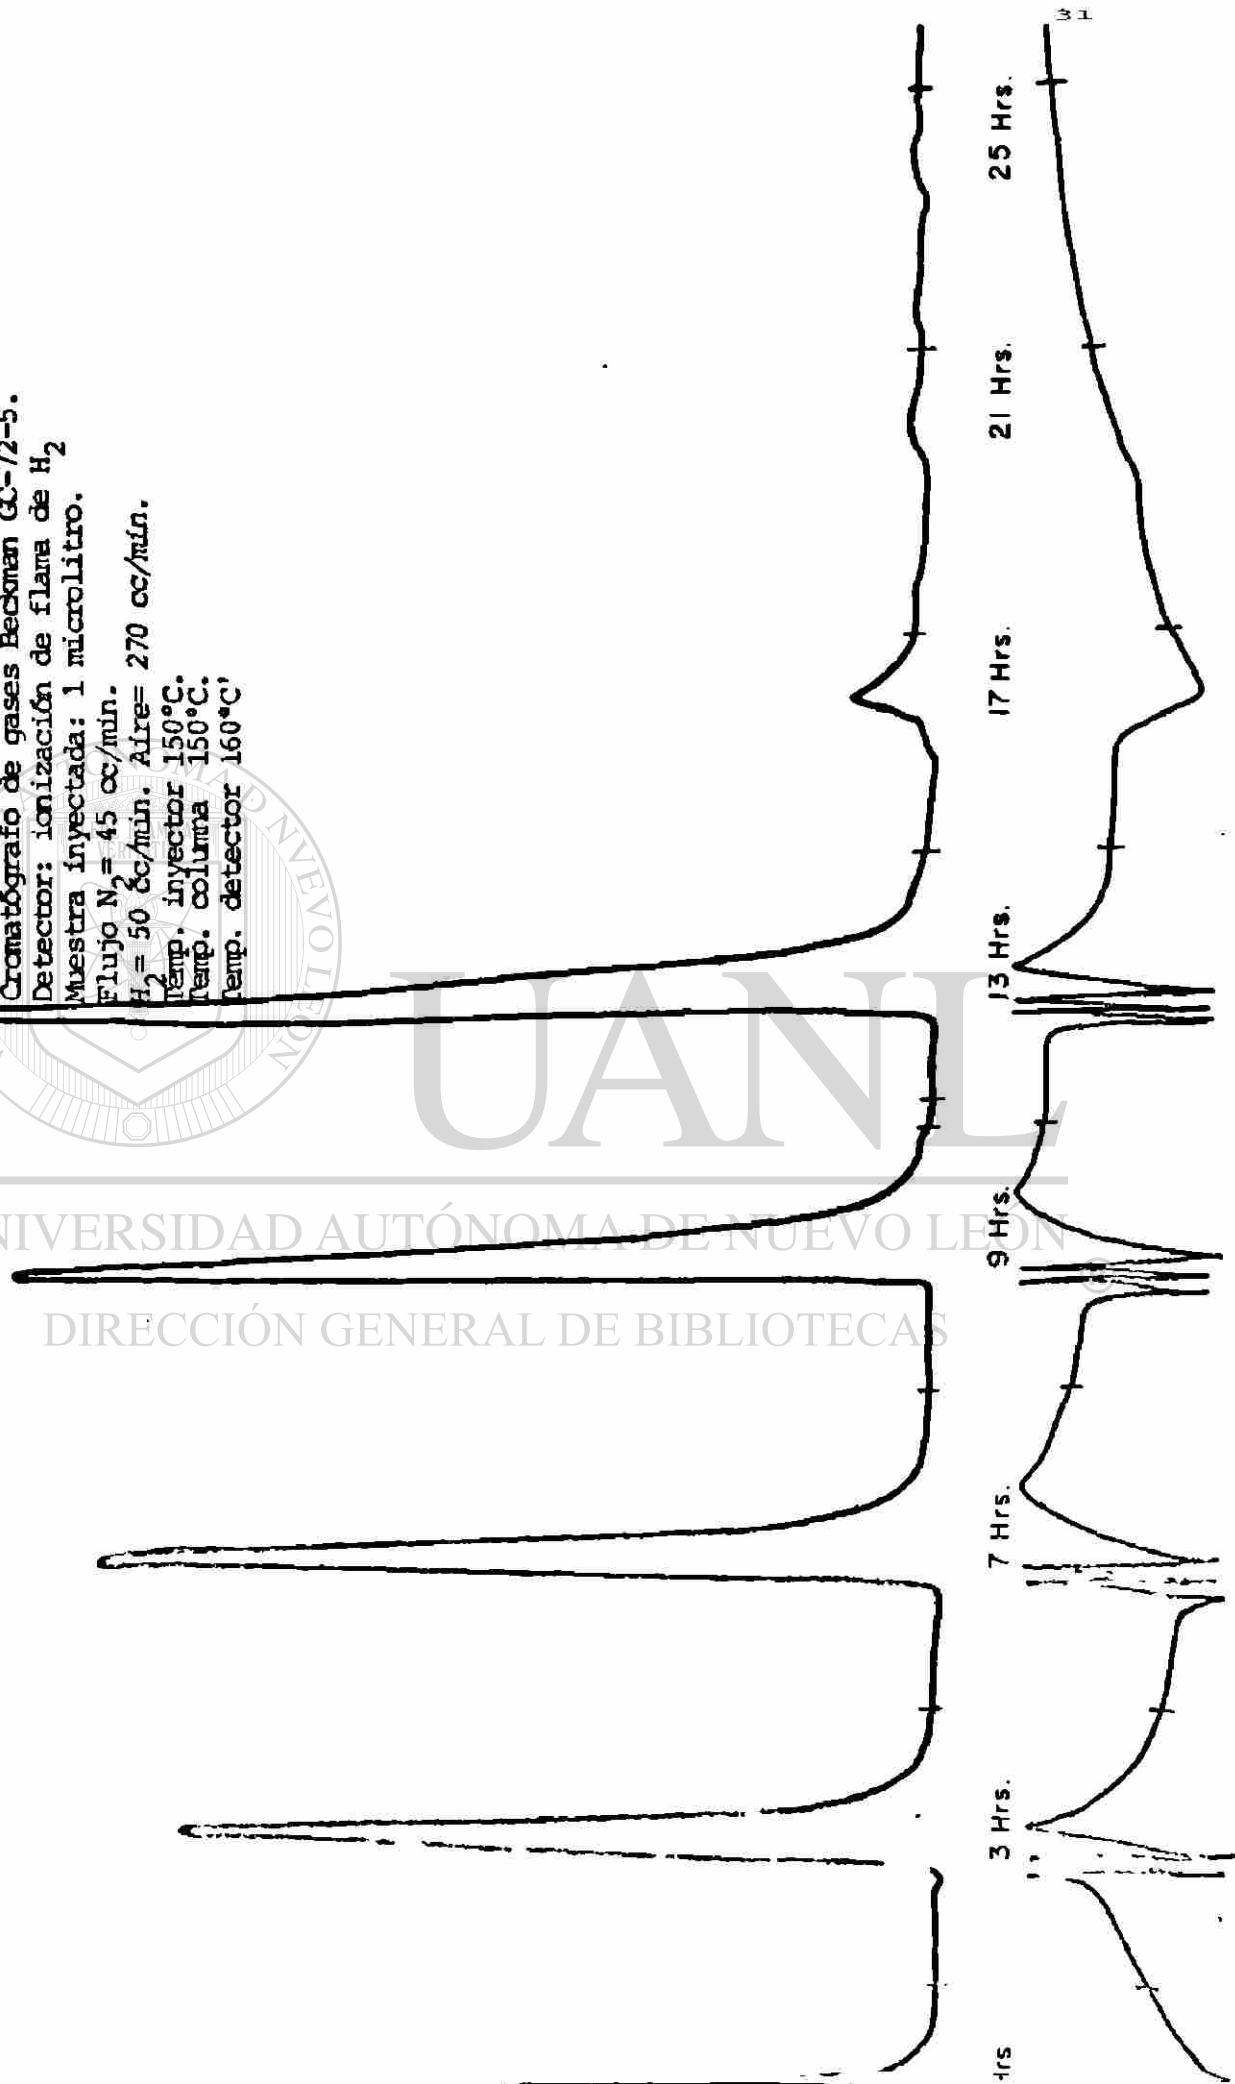 31
Cromatógrafo de gases Beckman GC-72-5.
Detector: ionización de flama de H2
Muestra inyectada: 1 microlitro.
Flujo N2= 45 cc/min.
H2= 50 cc/min. Aire= 270 cc/min.
Temp. inyector 150°C.
Temp. columna 150°C.
Temp. detector 160°C'
Hrs
3 Hrs.
7 Hrs.
9 Hrs.
13 Hrs.
17 Hrs.
21 Hrs.
25 Hrs.
UANL
NIVERSIDAD AUTÓNOMA DE NUEVO LEÓN
®
DIRECCIÓN GENERAL DE BIBLIOTECAS